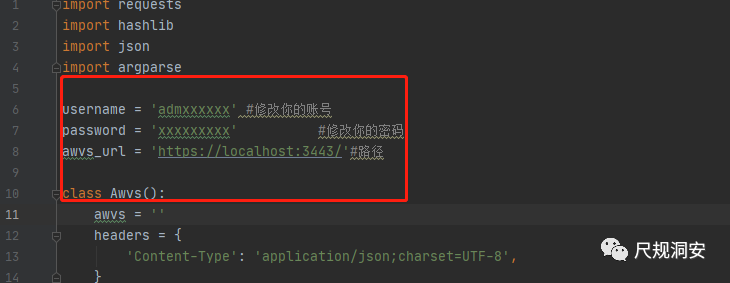 1 import requests
2 import hashlib
3 import json
4 import argparse
5
6 username = 'admxxxxxx' #修改你的账号
7 password = 'xxxxxxxxx' #修改你的密码
8 awvs_url = 'https://localhost:3443/'#路径
9
10 class Awvs():
11 awvs = ''
12 headers = {
13 'Content-Type': 'application/json;charset=UTF-8',
14 }
尺规洞安